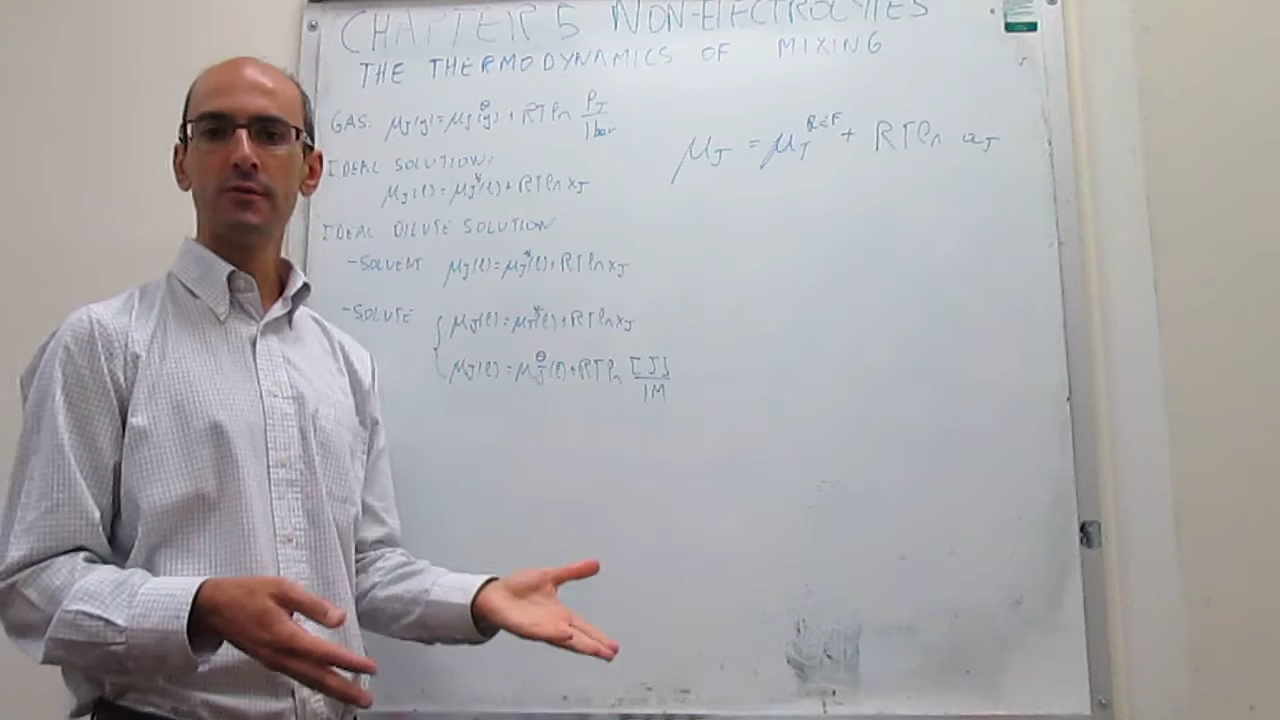 CHAPTER 5 NON-ELECTROLYTES
THE THERMODYNAMICS OF MIXING
GAS: μJ(g) = μJ⦵(g) + RT ln PJ/1bar
IDEAL SOLUTION:
μJ(l) = μJ*(l) + RT ln xJ
IDEAL DILUTE SOLUTION
-SOLVENT μJ(l) = μJ*(l) + RT ln xJ
-SOLUTE { μJ(l) = μJ*(l) + RT ln xJ
μJ(l) = μJ⦵(l) + RT ln [J]/1M
μJ = μJ^REF + RT ln aJ